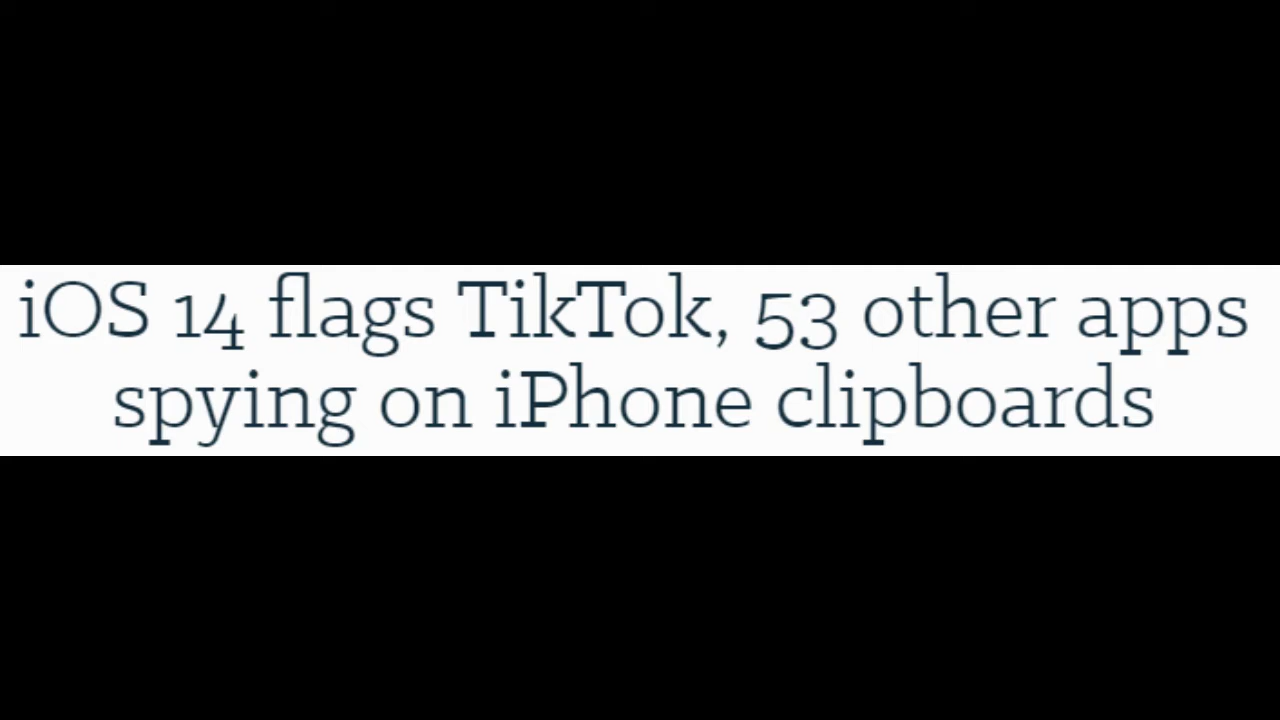 iOS 14 flags TikTok, 53 other apps
spying on iPhone clipboards